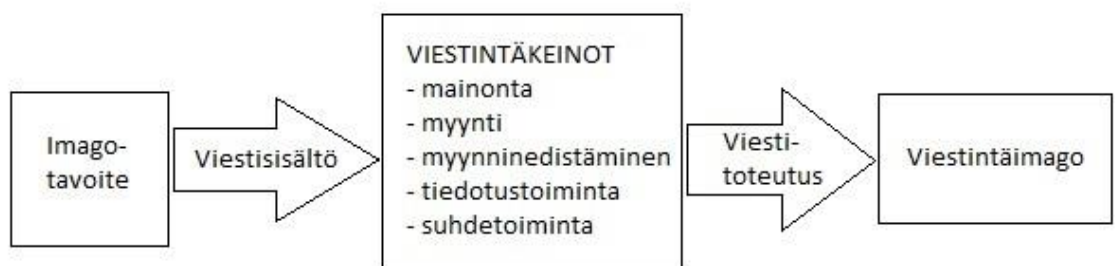 Imago-
tavoite
Viestisisältö
VIESTINTÄKEINOT
- mainonta
- myynti
- myynninedistäminen
- tiedotustoiminta
- suhdetoiminta
Viesti-
toteutus
Viestintäimago